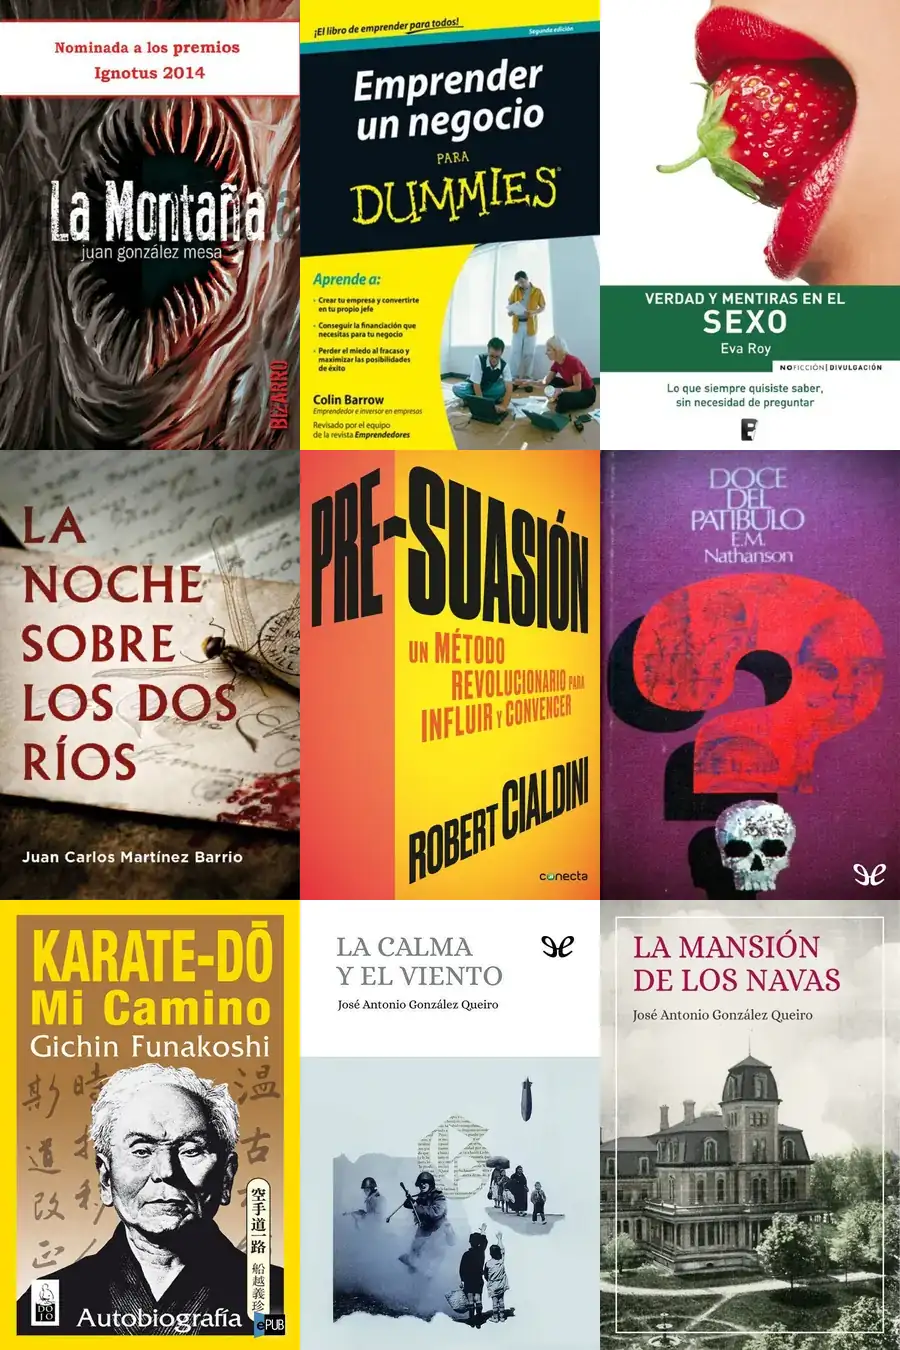 Nominada a los premios
Ignotus 2014
La Montaña
juan gonzález mesa
BIZARRO
¡El libro de emprender para todos!
Segunda edición
Emprender
un negocio
PARA
DUMMIES
Aprende a:
• Crear tu empresa y convertirte
en tu propio jefe
• Conseguir la financiación que
necesitas para tu negocio
• Perder el miedo al fracaso y
maximizar las posibilidades
de éxito
Colin Barrow
Emprendedor e inversor en empresas
Revisado por el equipo
de la revista Emprendedores
VERDAD Y MENTIRAS EN EL
SEXO
Eva Roy
NOFICCIÓN|DIVULGACIÓN
Lo que siempre quisiste saber,
sin necesidad de preguntar
B
LA
NOCHE
SOBRE
LOS DOS
RÍOS
Juan Carlos Martínez Barrio
PRE-SUASIÓN
UN MÉTODO
REVOLUCIONARIO PARA
INFLUIR Y CONVENCER
ROBERT CIALDINI
conecta
DOCE
DEL
PATIBULO
E.M.
Nathanson
KARATE-DŌ
Mi Camino
Gichin Funakoshi
空手道一路
船越義珍
DOJO
Autobiografía
ePUB
LA CALMA
Y EL VIENTO
José Antonio González Queiro
LA MANSIÓN
DE LOS NAVAS
José Antonio González Queiro